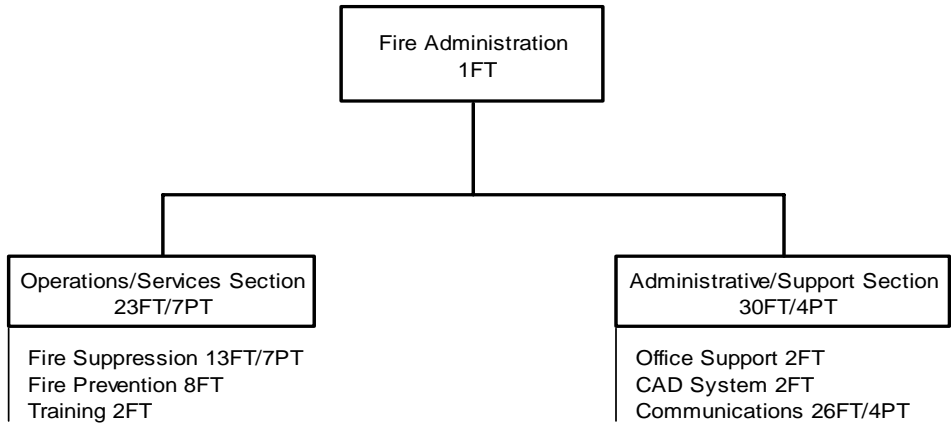 Fire Administration
1FT
Operations/Services Section
23FT/7PT
Fire Suppression 13FT/7PT
Fire Prevention 8FT
Training 2FT
Administrative/Support Section
30FT/4PT
Office Support 2FT
CAD System 2FT
Communications 26FT/4PT